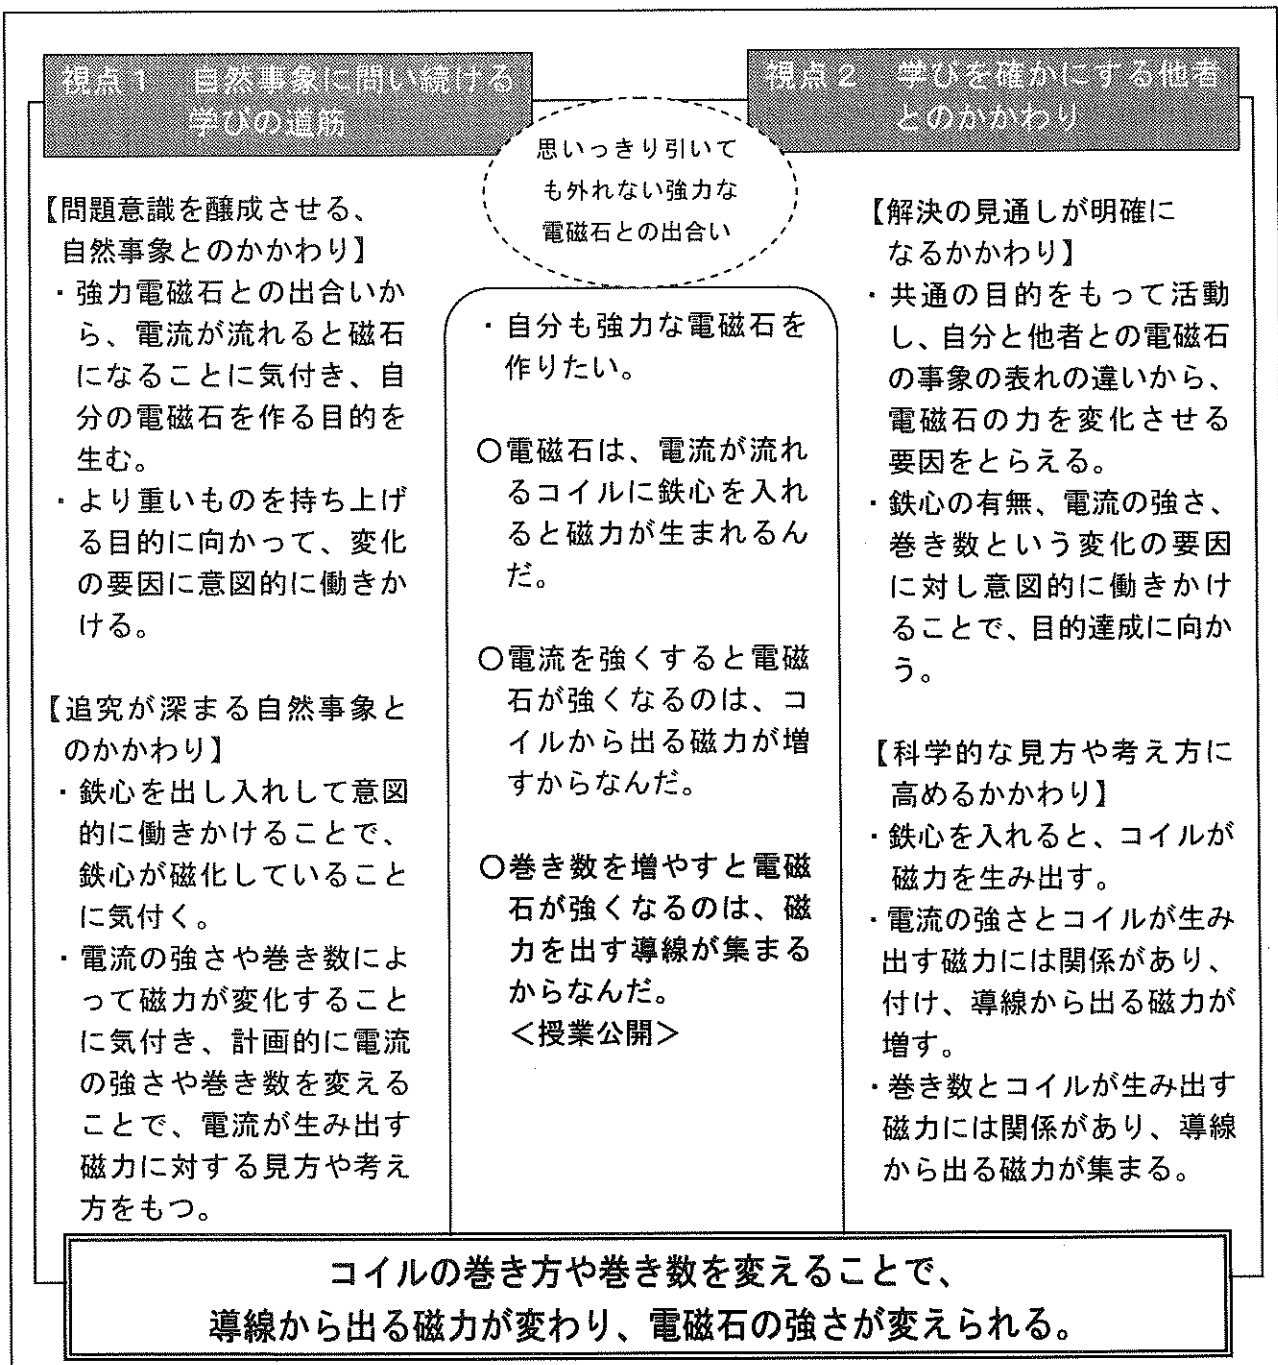 視点1 自然事象に問い続ける
学びの道筋
【問題意識を醸成させる、
自然事象とのかかわり】
・強力電磁石との出合いか
ら、電流が流れると磁石
になることに気付き、自
分の電磁石を作る目的を
生む。
・より重いものを持ち上げ
る目的に向かって、変化
の要因に意図的に働きか
ける。
【追究が深まる自然事象と
のかかわり】
・鉄心を出し入れして意図
的に働きかけることで、
鉄心が磁化していること
に気付く。
・電流の強さや巻き数によ
って磁力が変化すること
に気付き、計画的に電流
の強さや巻き数を変える
ことで、電流が生み出す
磁力に対する見方や考え
方をもつ。
思いっきり引いて
も外れない強力な
電磁石との出合い
・自分も強力な電磁石を
作りたい。
○電磁石は、電流が流れ
るコイルに鉄心を入れ
ると磁力が生まれるん
だ。
○電流を強くすると電磁
石が強くなるのは、コ
イルから出る磁力が増
すからなんだ。
○巻き数を増やすと電磁
石が強くなるのは、磁
力を出す導線が集まる
からなんだ。
<授業公開>
視点2 学びを確かにする他者
とのかかわり
【解決の見通しが明確に
なるかかわり】
・共通の目的をもって活動
し、自分と他者との電磁石
の事象の表れの違いから、
電磁石の力を変化させる
要因をとらえる。
・鉄心の有無、電流の強さ、
巻き数という変化の要因
に対し意図的に働きかけ
ることで、目的達成に向か
う。
【科学的な見方や考え方に
高めるかかわり】
・鉄心を入れると、コイルが
磁力を生み出す。
・電流の強さとコイルが生み
出す磁力には関係があり、
付け、導線から出る磁力が
増す。
・巻き数とコイルが生み出す
磁力には関係があり、導線
から出る磁力が集まる。
コイルの巻き方や巻き数を変えることで、
導線から出る磁力が変わり、電磁石の強さが変えられる。